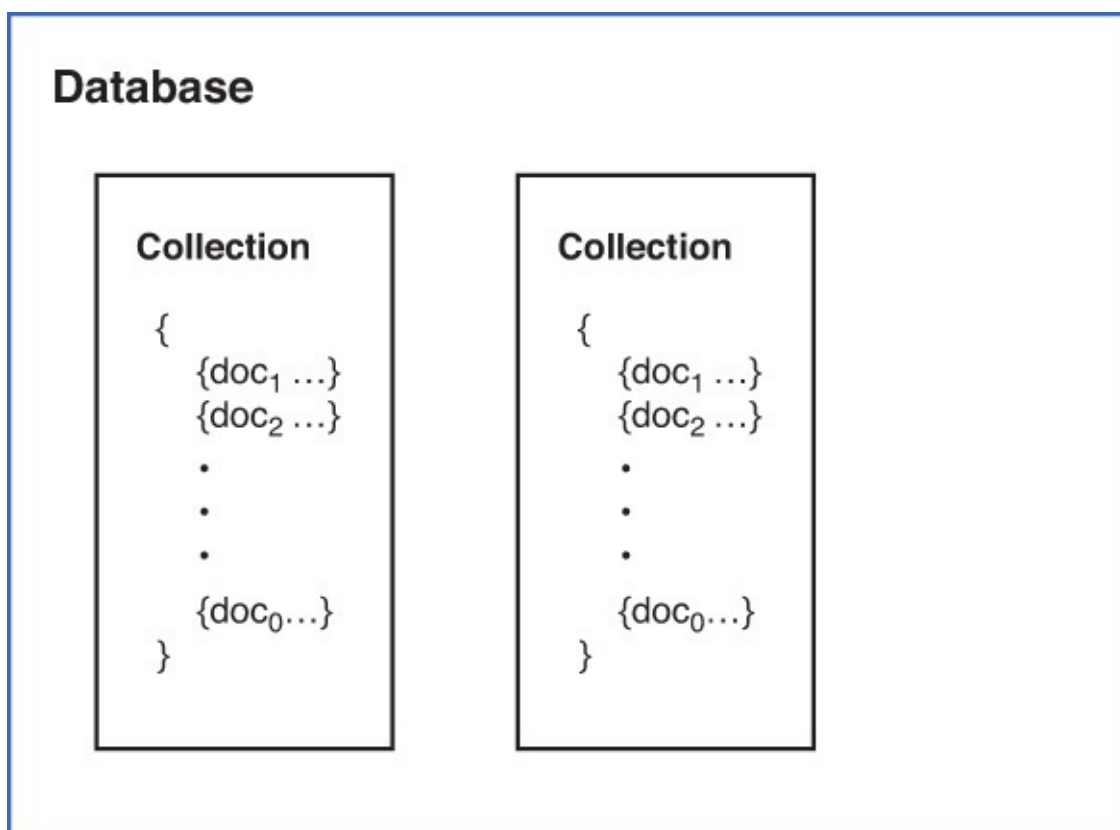 Database
Collection
{
{doc₁ ...}
{doc₂ ...}
.
.
.
{doc₀...}
}
Collection
{
{doc₁ ...}
{doc₂ ...}
.
.
.
{doc₀...}
}